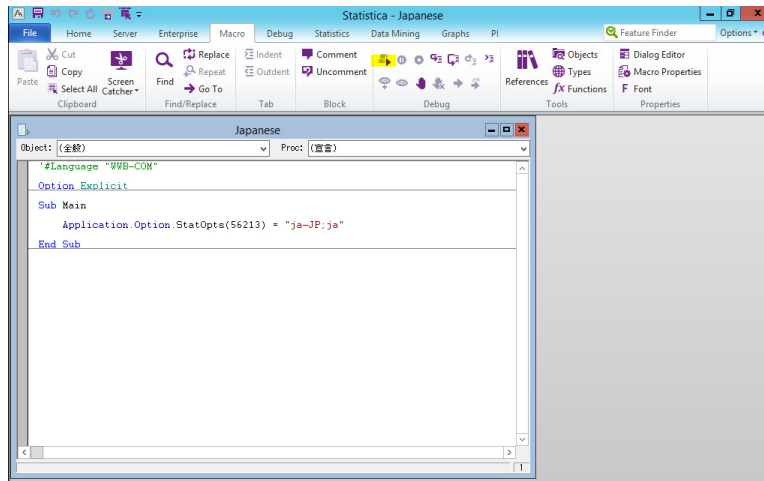 Statistica - Japanese
File Home Server Enterprise Macro Debug Statistics Data Mining Graphs PI Feature Finder Options
Paste
Cut
Copy
Select All
Screen Catcher
Clipboard
Find
Replace
Repeat
Go To
Find/Replace
Indent
Outdent
Tab
Comment
Uncomment
Block
Debug
References
Objects
Types
fx Functions
Tools
Dialog Editor
Macro Properties
F Font
Properties
Japanese
Object: (全般) Proc: (宣言)
'#Language "WWB-COM"
Option Explicit
Sub Main
Application.Option.StatOpts(56213) = "ja-JP;ja"
End Sub
1